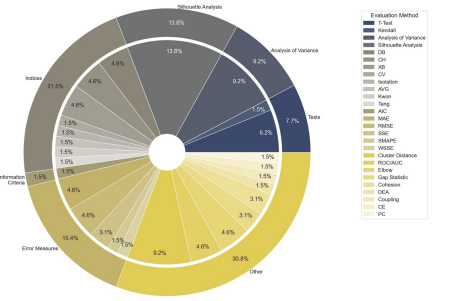 Silhouette Analysis
13.8%
13.8%
Analysis of Variance
9.2%
9.2%
Indices
21.5%
4.6%
4.6%
4.6%
1.5%
1.5%
1.5%
1.5%
1.5%
1.5%
Tests
7.7%
6.2%
Information
Criteria
1.5%
1.5%
Error Measures
15.4%
4.6%
4.6%
3.1%
1.5%
1.5%
Other
30.8%
9.2%
4.6%
4.6%
3.1%
3.1%
1.5%
1.5%
1.5%
1.5%
Evaluation Method
T-Test
Kendall
Analysis of Variance
Silhouette Analysis
DB
CH
XB
CV
Isolation
AVG
Kwon
Tang
AIC
MAE
RMSE
SSE
SMAPE
WSSE
Cluster Distance
ROC/AUC
Elbow
Gap Statistic
Cohesion
DEA
Coupling
CE
PC